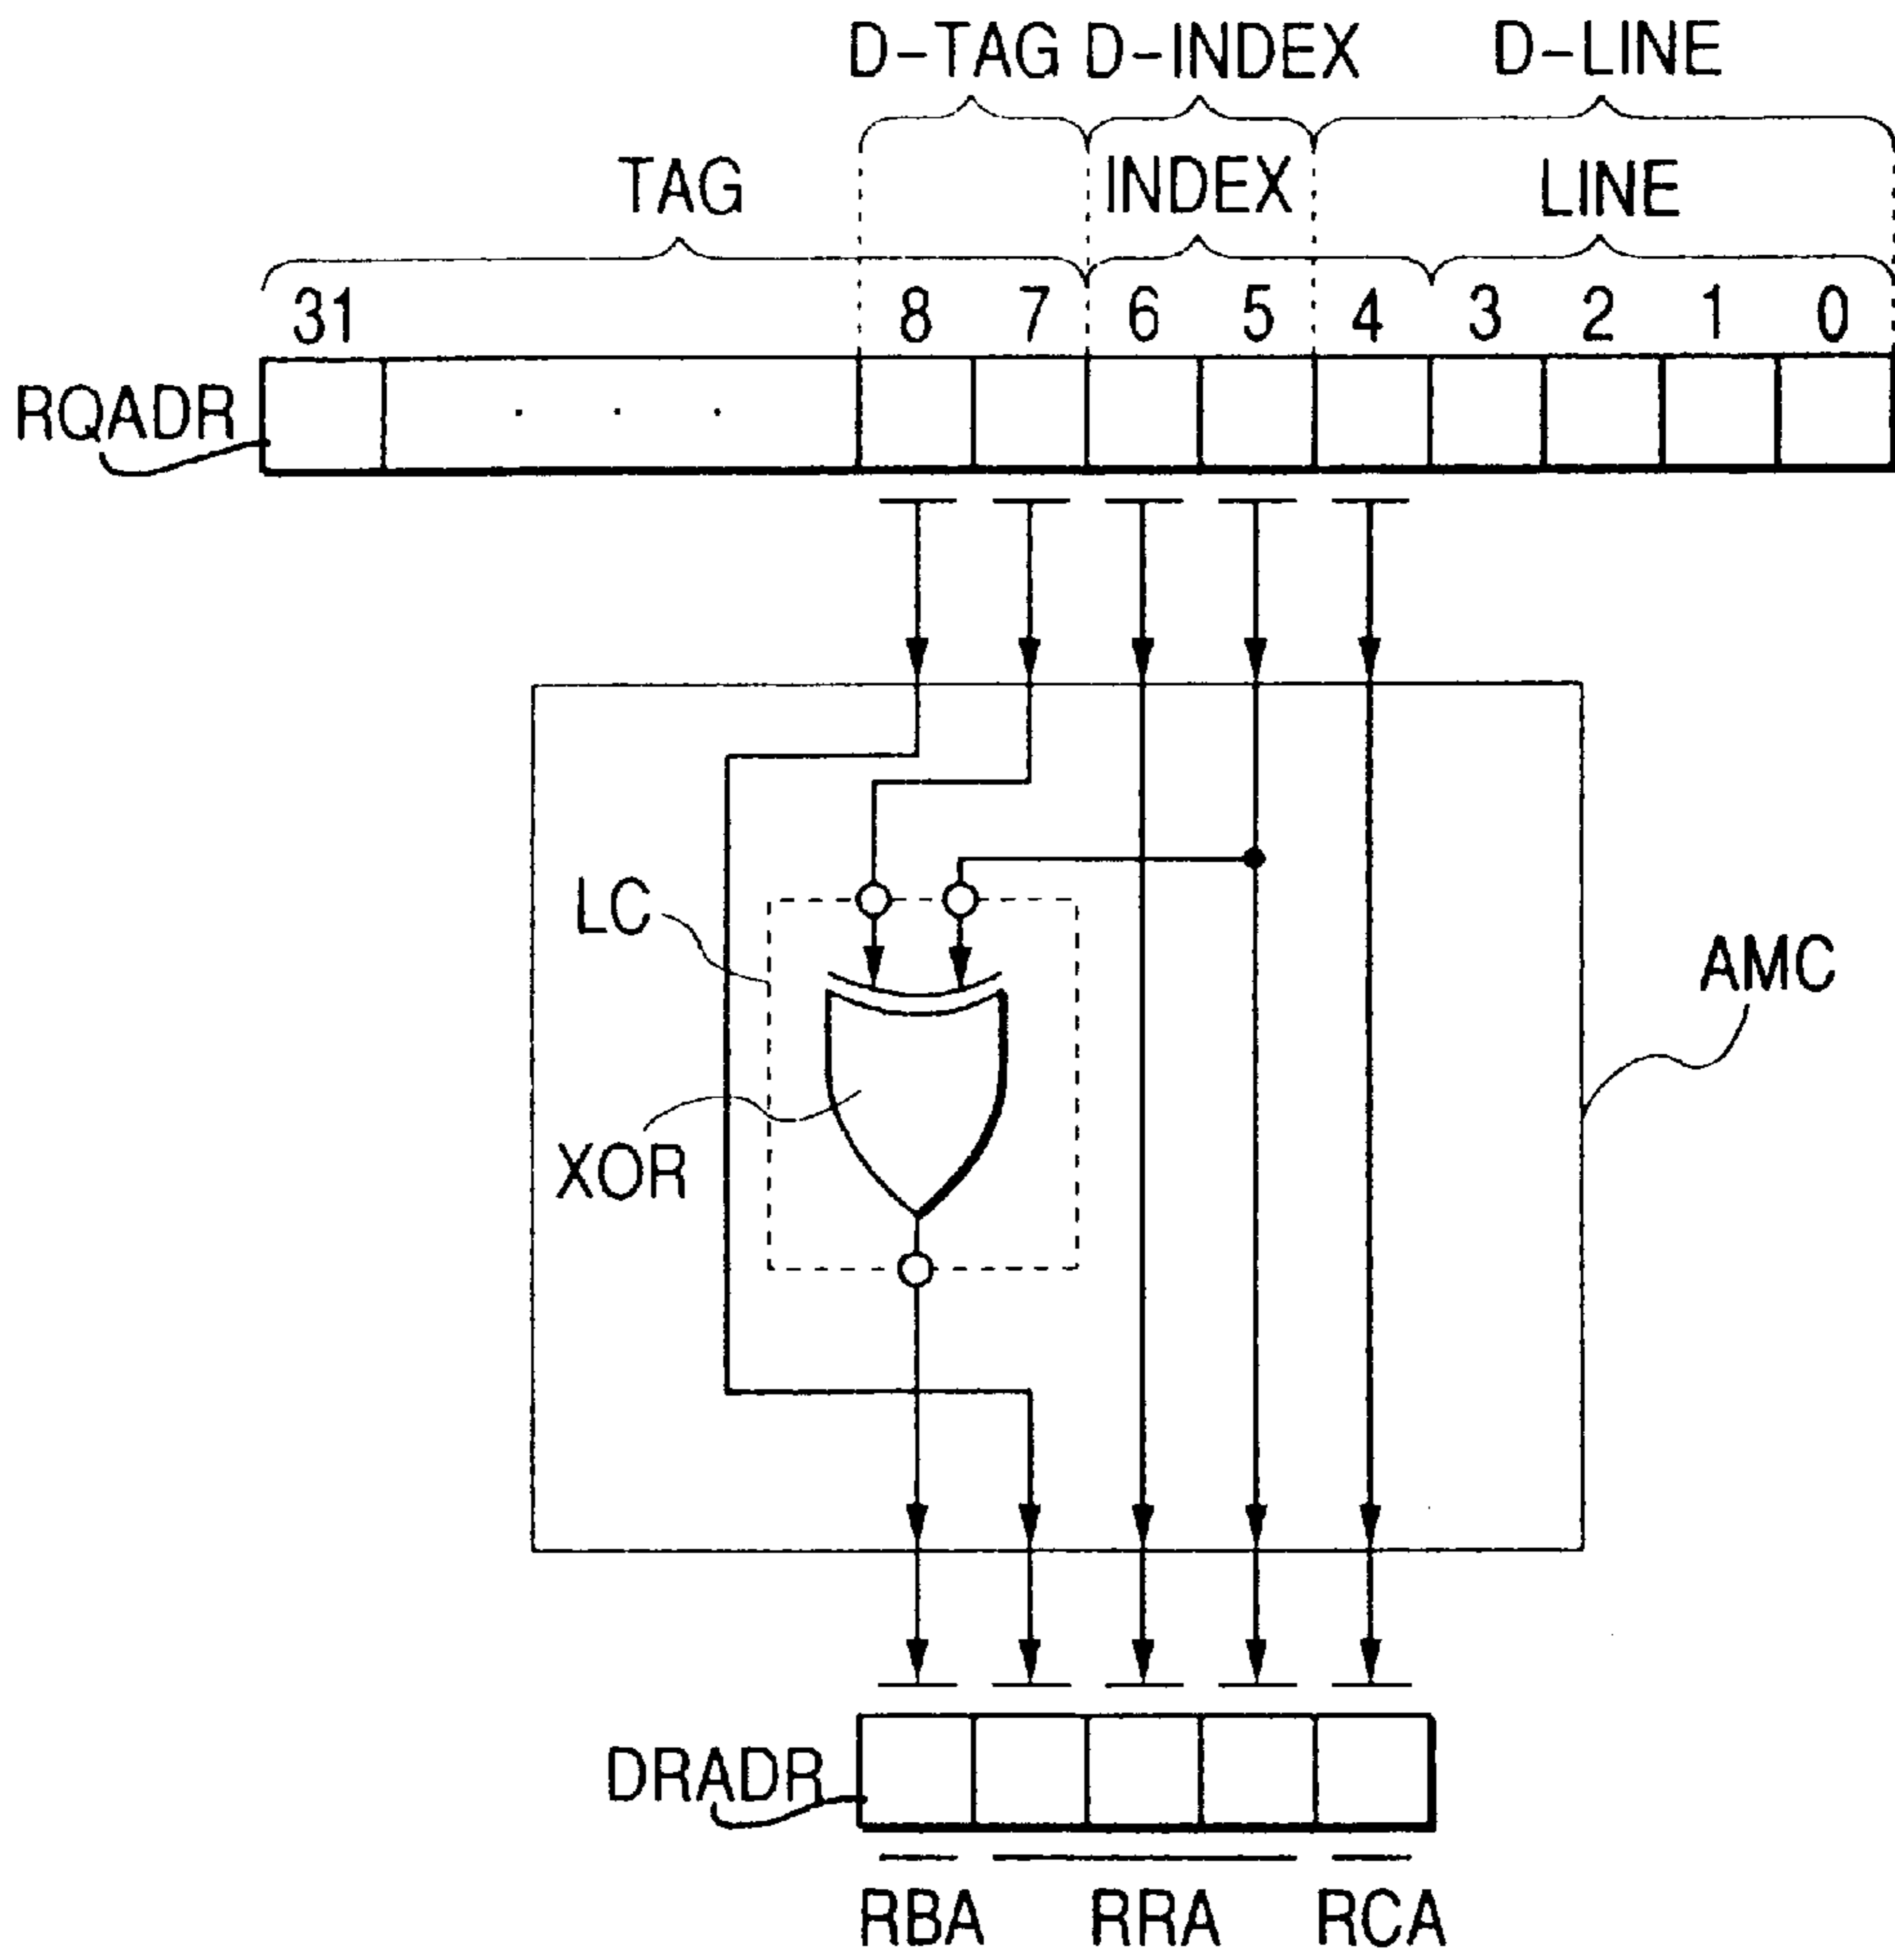 D-TAG D-INDEX D-LINE
TAG INDEX LINE
31 8 7 6 5 4 3 2 1 0
RQADR . . .
LC
AMC
XOR
DRADR
RBA RRA RCA